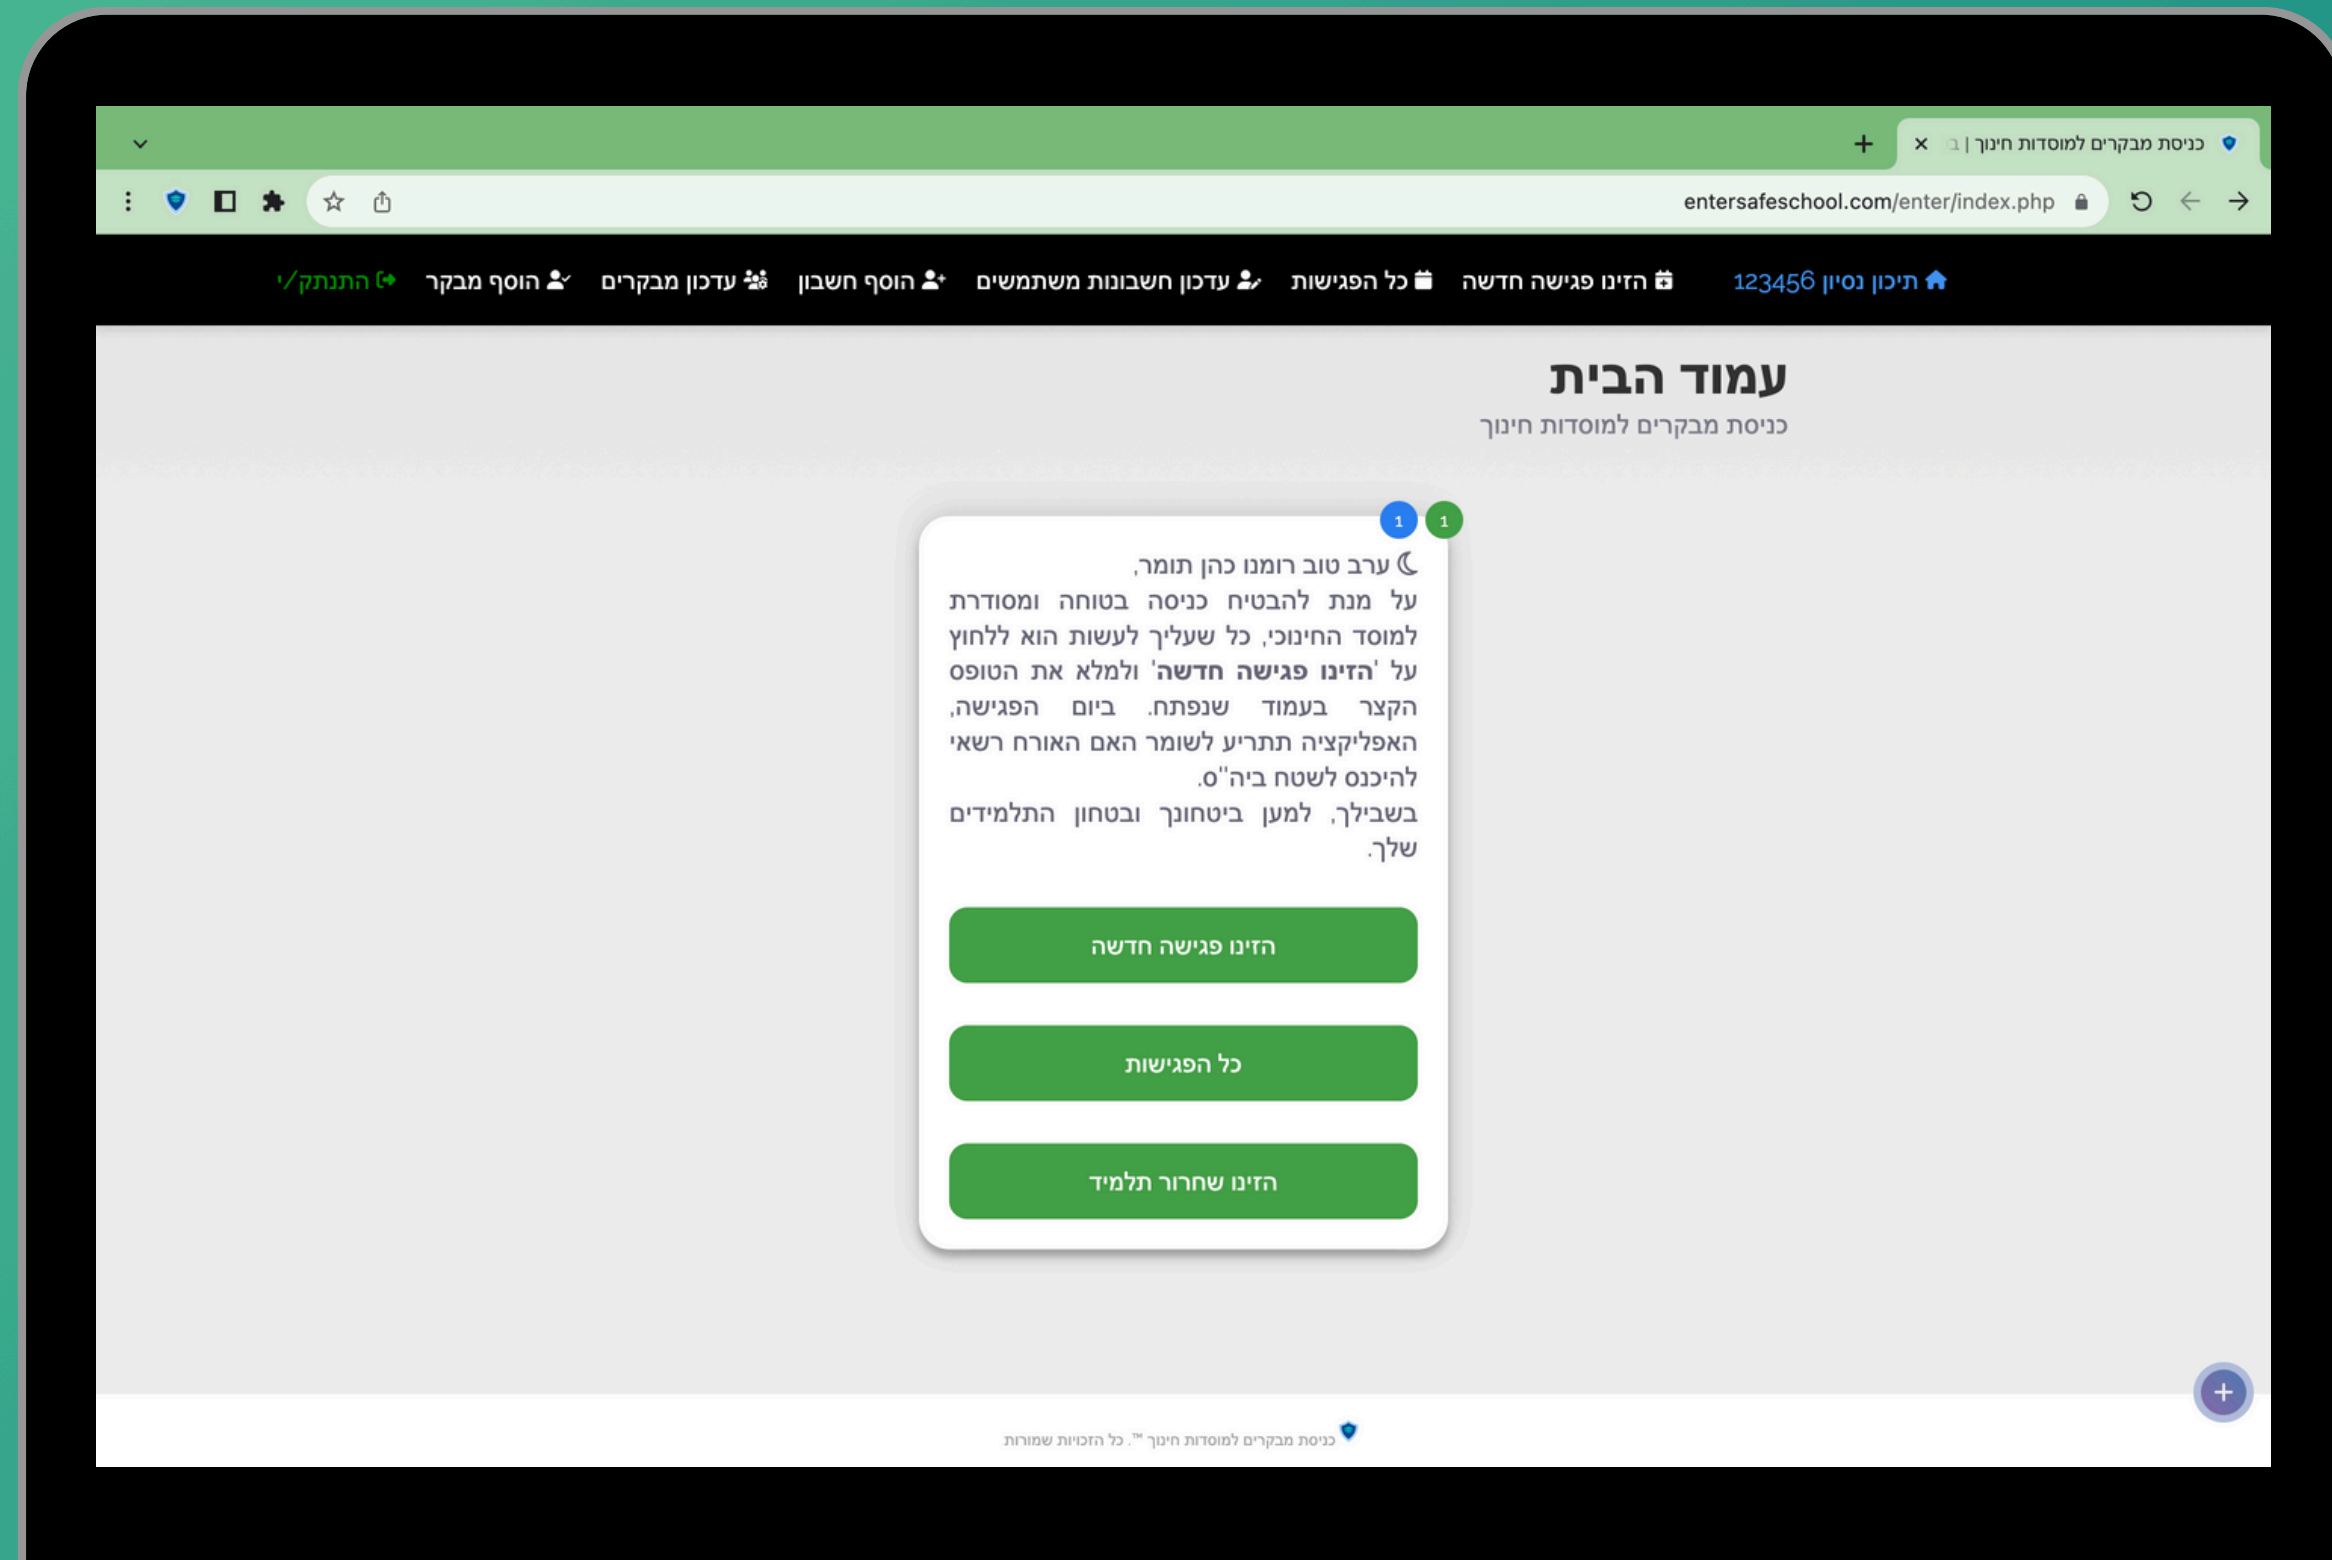 כניסת מבקרים למוסדות חינוך | ב
entersafeschool.com/enter/index.php
תיכון נסיון 123456 הזינו פגישה חדשה כל הפגישות עדכון חשבונות משתמשים הוסף חשבון עדכון מבקרים הוסף מבקר התנתק/י
עמוד הבית
כניסת מבקרים למוסדות חינוך
1 1
ערב טוב רומנו כהן תומר,
על מנת להבטיח כניסה בטוחה ומסודרת
למוסד החינוכי, כל שעליך לעשות הוא ללחוץ
על 'הזינו פגישה חדשה' ולמלא את הטופס
הקצר בעמוד שנפתח. ביום הפגישה,
האפליקציה תתריע לשומר האם האורח רשאי
להיכנס לשטח ביה''ס.
בשבילך, למען ביטחונך ובטחון התלמידים
שלך.
הזינו פגישה חדשה
כל הפגישות
הזינו שחרור תלמיד
כניסת מבקרים למוסדות חינוך ™. כל הזכויות שמורות